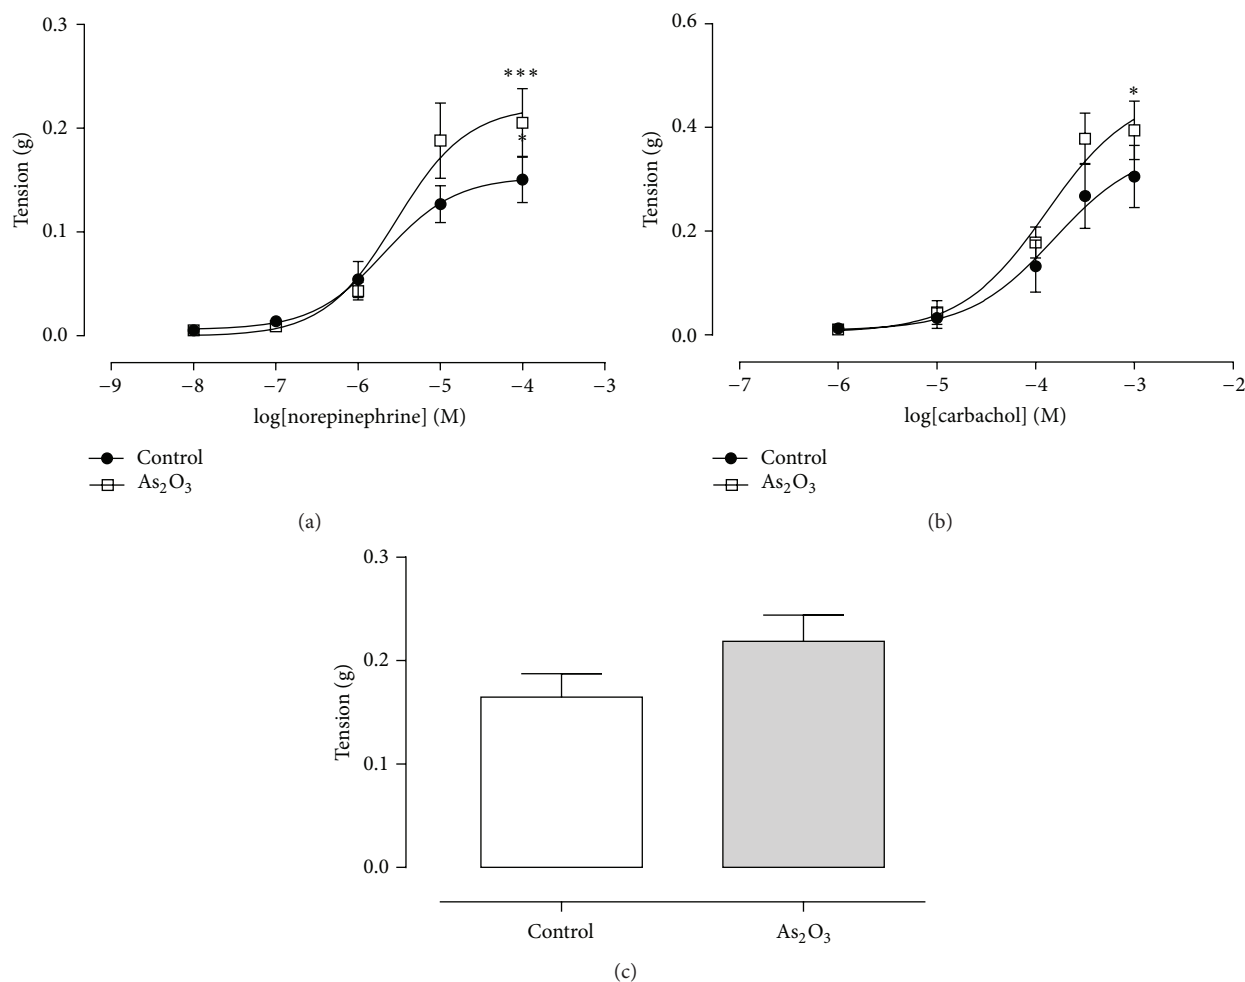 0.3
0.2
0.1
0.0
Tension (g)
***
*
−9 −8 −7 −6 −5 −4 −3
log[norepinephrine] (M)
Control
As₂O₃
(a)
0.6
0.4
0.2
0.0
Tension (g)
*
−7 −6 −5 −4 −3 −2
log[carbachol] (M)
Control
As₂O₃
(b)
0.3
0.2
0.1
0.0
Tension (g)
Control As₂O₃
(c)